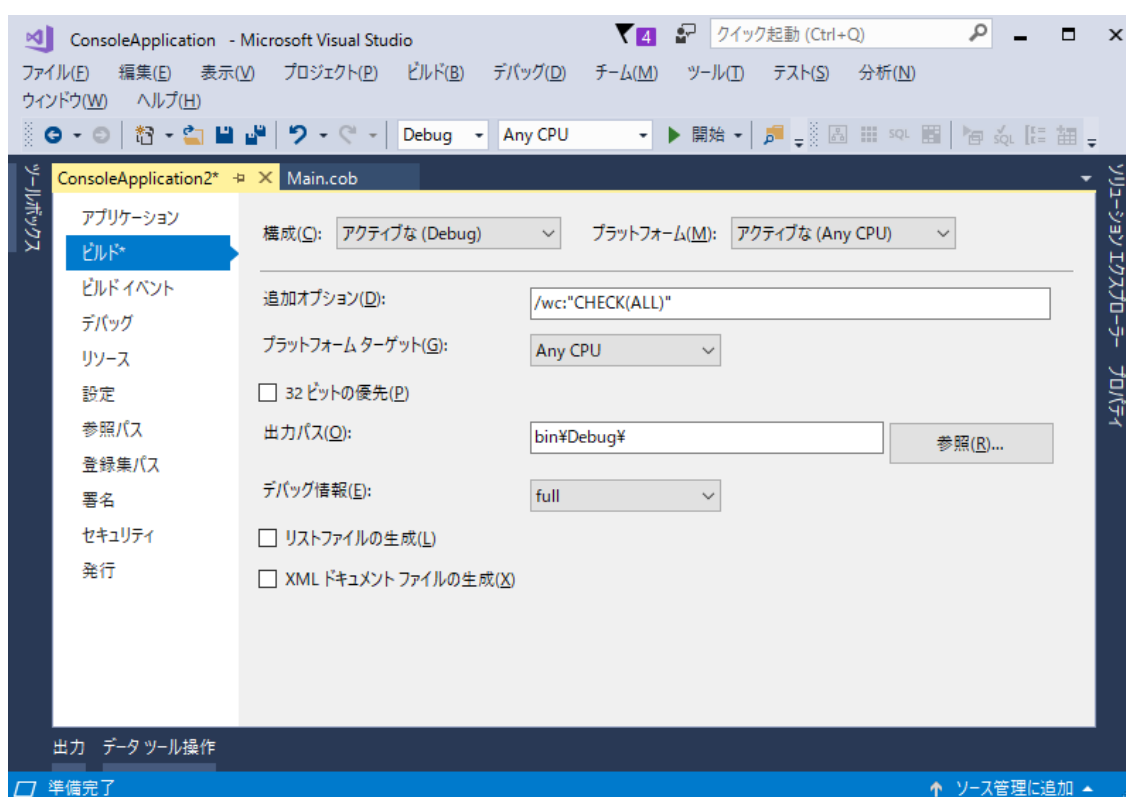 ConsoleApplication - Microsoft Visual Studio
4
クイック起動 (Ctrl+Q)
ファイル(F) 編集(E) 表示(V) プロジェクト(P) ビルド(B) デバッグ(D) チーム(M) ツール(T) テスト(S) 分析(N)
ウィンドウ(W) ヘルプ(H)
Debug Any CPU 開始 SQL SQL
ツールボックス
ConsoleApplication2* Main.cob
アプリケーション
ビルド*
ビルド イベント
デバッグ
リソース
設定
参照パス
登録集パス
署名
セキュリティ
発行
構成(C): アクティブな (Debug) プラットフォーム(M): アクティブな (Any CPU)
追加オプション(D): /wc:"CHECK(ALL)"
プラットフォーム ターゲット(G): Any CPU
32 ビットの優先(P)
出力パス(O): bin¥Debug¥ 参照(R)...
デバッグ情報(E): full
リストファイルの生成(L)
XML ドキュメント ファイルの生成(X)
ソリューション エクスプローラー プロパティ
出力 データ ツール操作
準備完了 ソース管理に追加